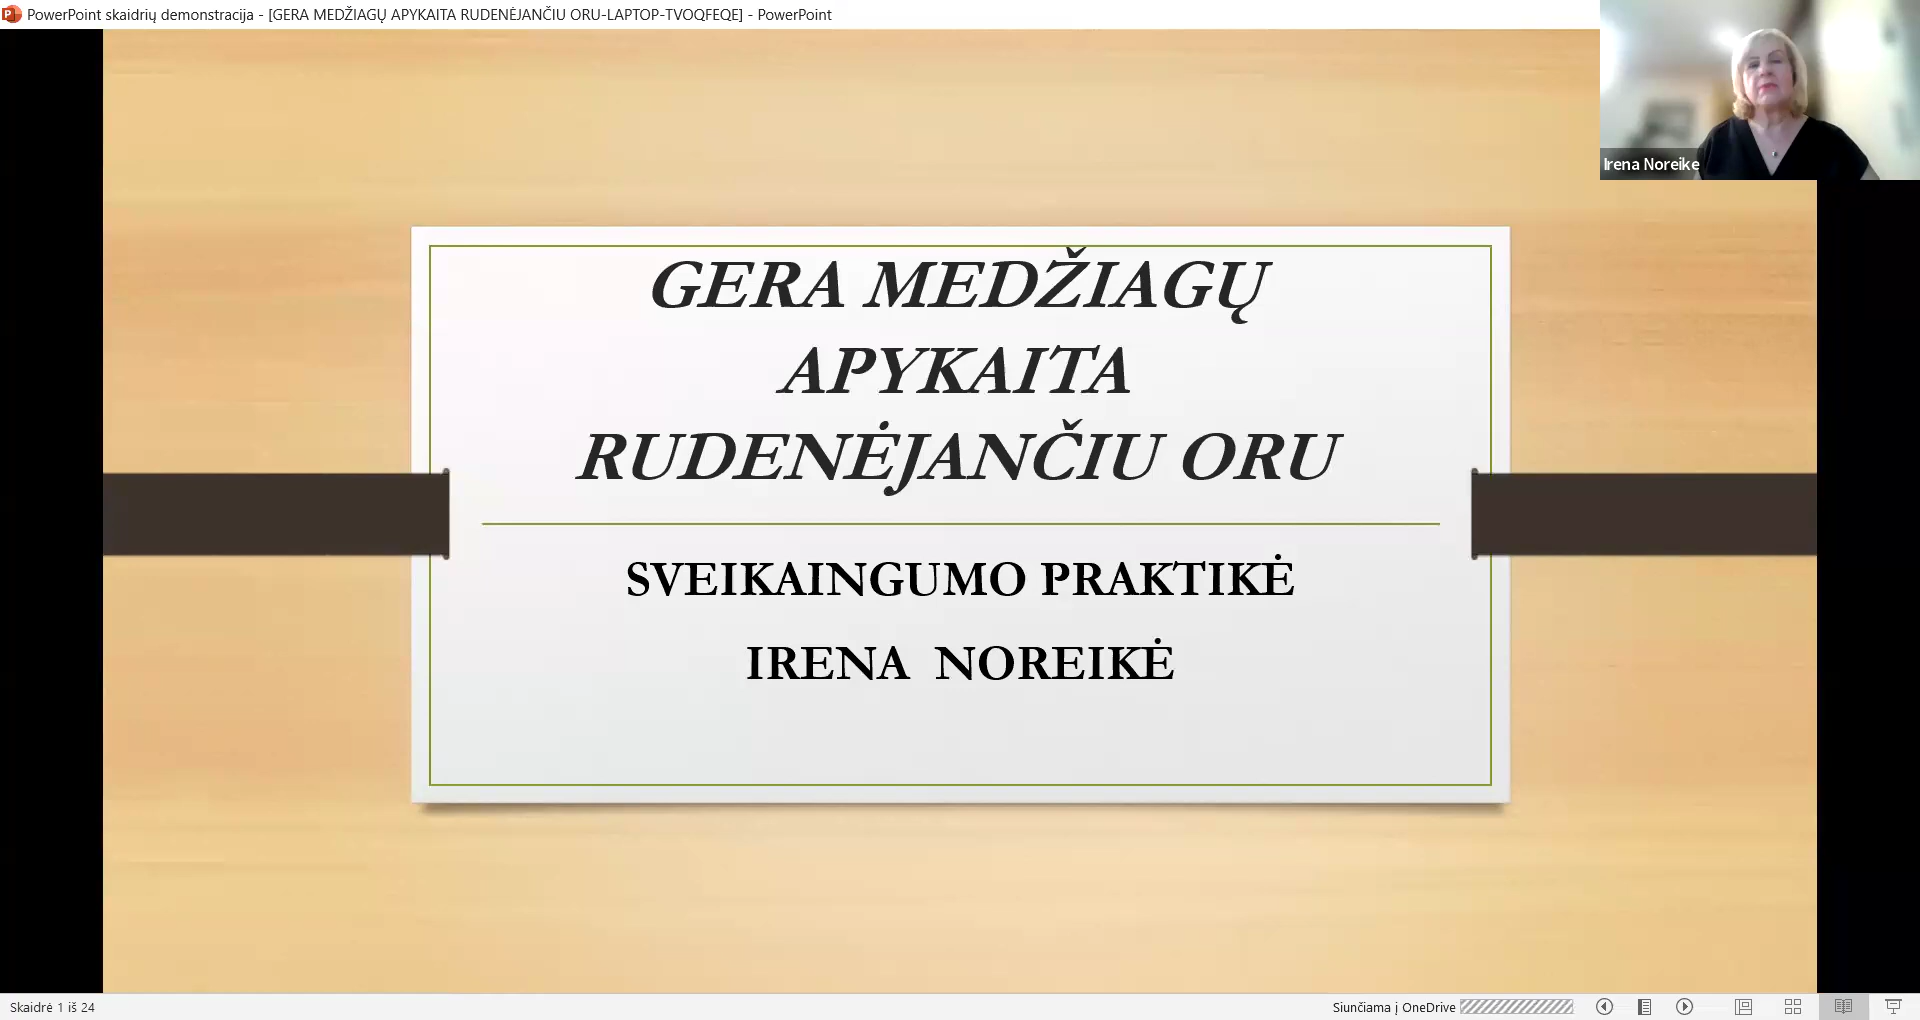 PowerPoint skaidrių demonstracija - [GERA MEDŽIAGŲ APYKAITA RUDENĖJANČIU ORU-LAPTOP-TVOQFEQE] - PowerPoint
Irena Noreike
GERA MEDŽIAGŲ
APYKAITA
RUDENĖJANČIU ORU
SVEIKAINGUMO PRAKTIKĖ
IRENA NOREIKĖ
Skaidrė 1 iš 24
Siunčiama į OneDrive